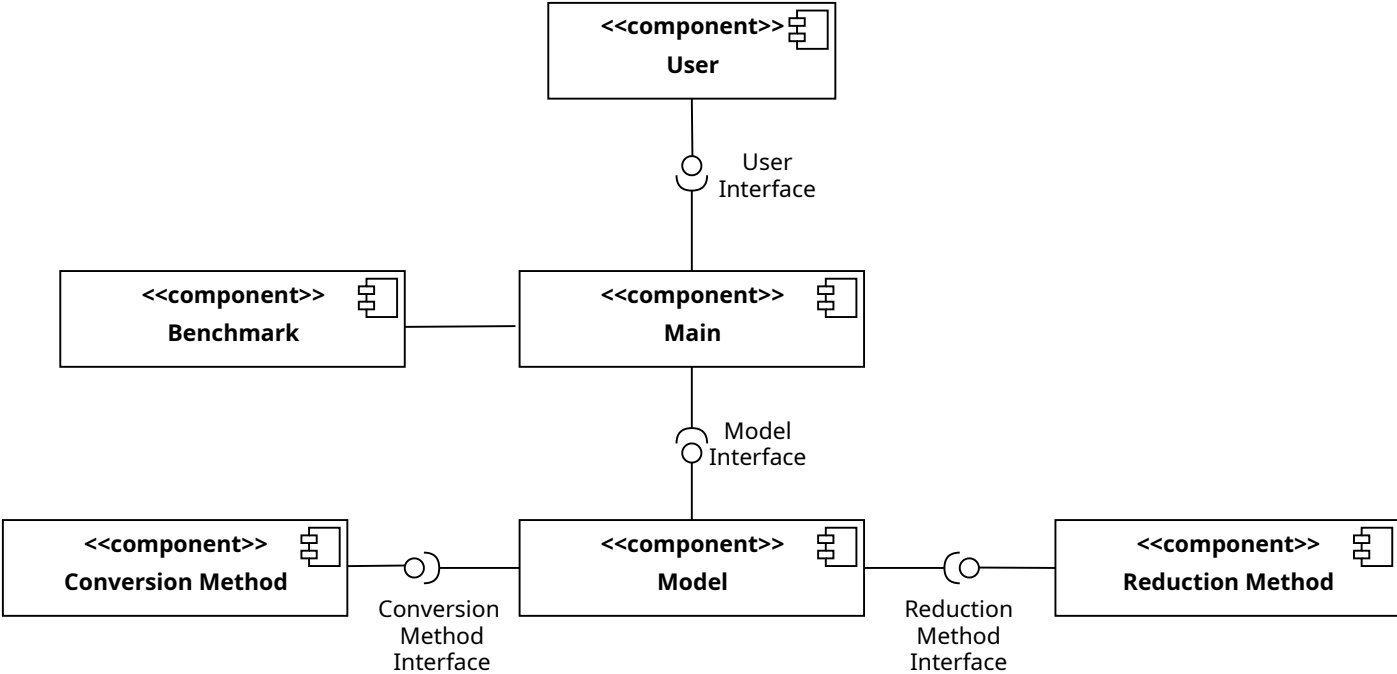 <<component>>
User
User
Interface
<<component>>
Benchmark
<<component>>
Main
Model
Interface
<<component>>
Conversion Method
<<component>>
Model
<<component>>
Reduction Method
Conversion
Method
Interface
Reduction
Method
Interface